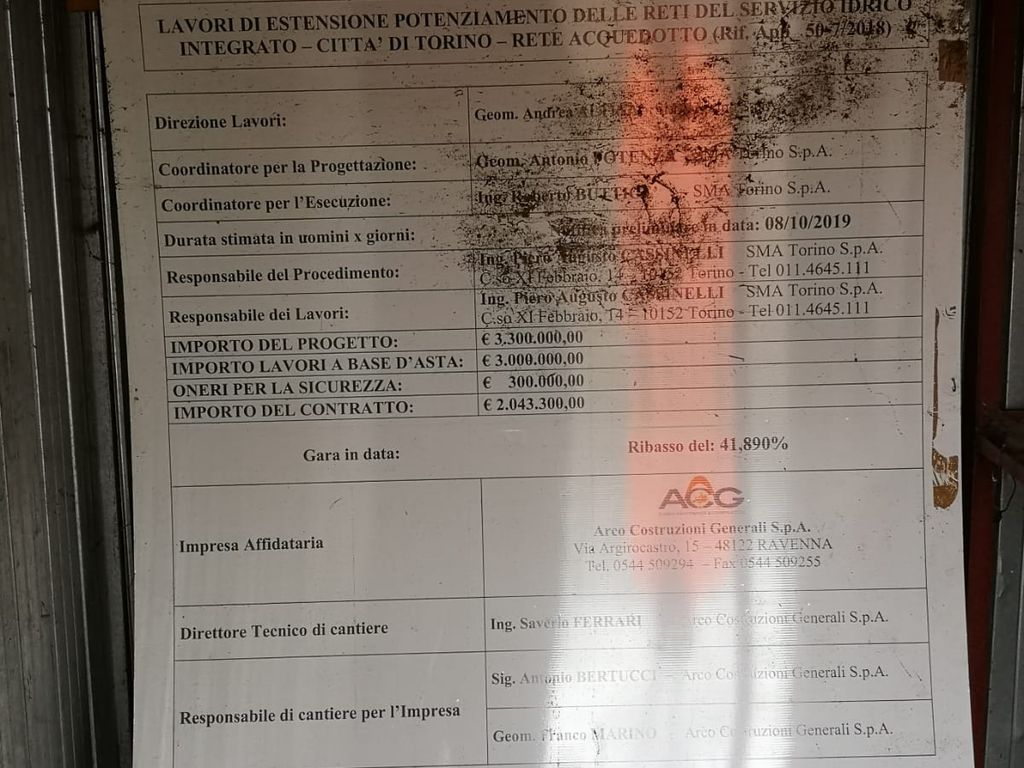 LAVORI DI ESTENSIONE POTENZIAMENTO DELLE RETI DEL SERVIZIO IDRICO
INTEGRATO – CITTA' DI TORINO – RETE ACQUEDOTTO (Rif. App. 50-7/2018)
Direzione Lavori: Geom. Andrea
Coordinatore per la Progettazione: Geom. Antonio POTENZA – SMA Torino S.p.A.
Coordinatore per l'Esecuzione: Ing. Roberto – SMA Torino S.p.A.
Durata stimata in uomini x giorni: preliminare in data: 08/10/2019
Responsabile del Procedimento: Ing. Piero Augusto CASSINELLI SMA Torino S.p.A.
C.so XI Febbraio, 14 – 10152 Torino - Tel 011.4645.111
Responsabile dei Lavori: Ing. Piero Augusto CASSINELLI SMA Torino S.p.A.
C.so XI Febbraio, 14 – 10152 Torino - Tel 011.4645.111
IMPORTO DEL PROGETTO: € 3.300.000,00
IMPORTO LAVORI A BASE D'ASTA: € 3.000.000,00
ONERI PER LA SICUREZZA: € 300.000,00
IMPORTO DEL CONTRATTO: € 2.043.300,00
Gara in data: Ribasso del: 41,890%
ACG
Impresa Affidataria
Arco Costruzioni Generali S.p.A.
Via Argirocastro, 15 – 48122 RAVENNA
Tel. 0544 509294 – Fax 0544 509255
Direttore Tecnico di cantiere Ing. Saverio FERRARI – Arco Costruzioni Generali S.p.A.
Responsabile di cantiere per l'Impresa
Sig. Antonio BERTUCCI – Arco Costruzioni Generali S.p.A.
Geom. Franco MARINO – Arco Costruzioni Generali S.p.A.